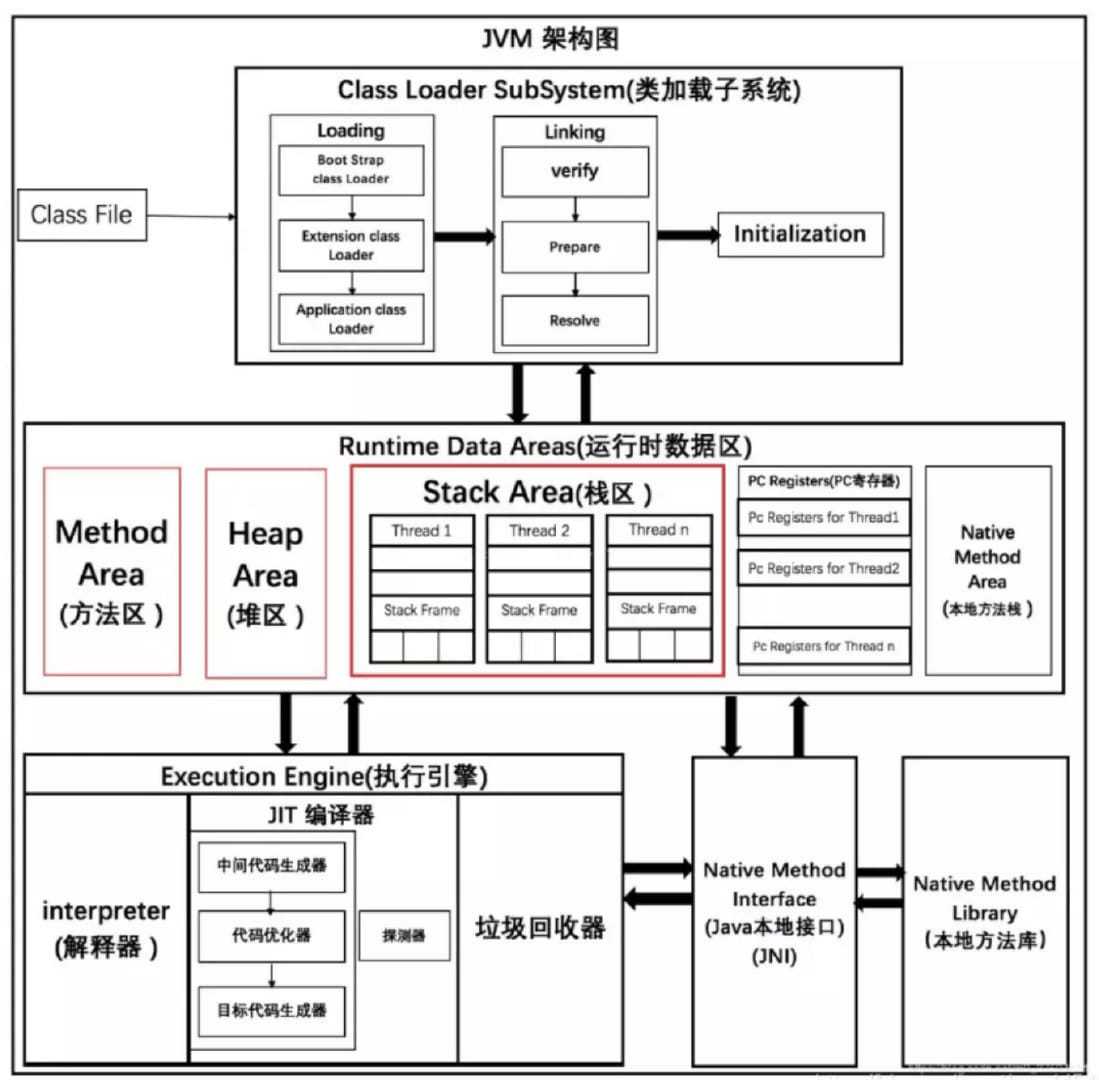 JVM 架构图
Class Loader SubSystem(类加载子系统)
Loading
Boot Strap
class Loader
Extension class
Loader
Application class
Loader
Linking
verify
Prepare
Resolve
Initialization
Class File
Runtime Data Areas(运行时数据区)
Method
Area
(方法区 )
Heap
Area
(堆区 )
Stack Area(栈区 )
Thread 1
Stack Frame
Thread 2
Stack Frame
Thread n
Stack Frame
PC Registers(PC寄存器)
Pc Registers for Thread1
Pc Registers for Thread2
Pc Registers for Thread n
Native
Method
Area
(本地方法栈 )
Execution Engine(执行引擎)
interpreter
(解释器 )
JIT 编译器
中间代码生成器
代码优化器
目标代码生成器
探测器
垃圾回收器
Native Method
Interface
(Java本地接口)
(JNI)
Native Method
Library
(本地方法库)